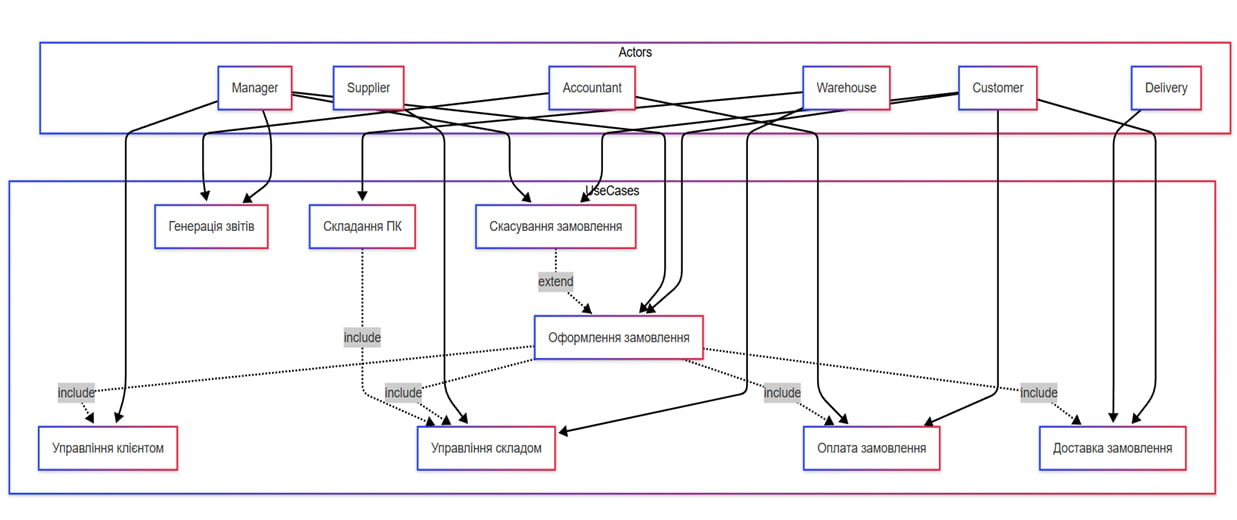 Actors
Manager
Supplier
Accountant
Warehouse
Customer
Delivery
UseCases
Генерація звітів
Складання ПК
Скасування замовлення
extend
include
Оформлення замовлення
include
include
include
include
Управління клієнтом
Управління складом
Оплата замовлення
Доставка замовлення